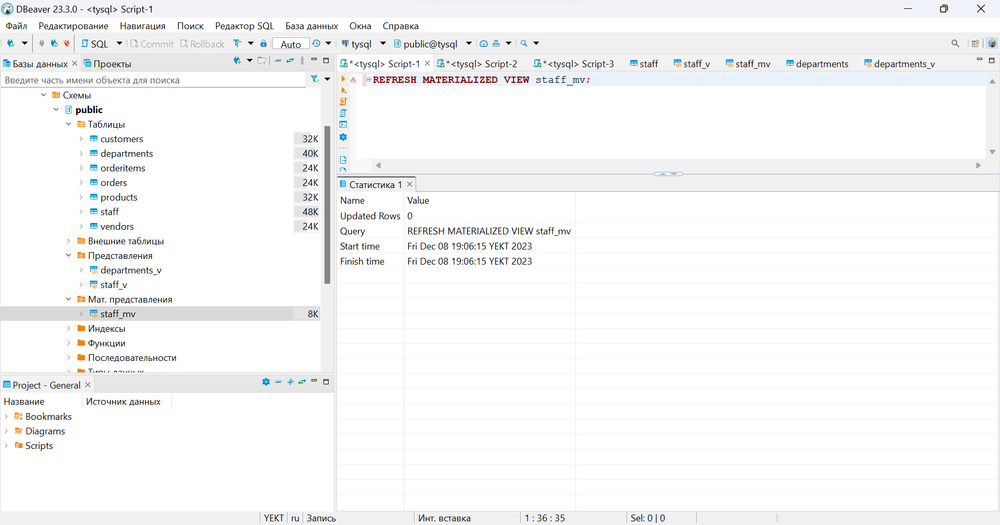 DBeaver 23.3.0 - <tysql> Script-1
Файл Редактирование Навигация Поиск Редактор SQL База данных Окна Справка
SQL Commit Rollback Auto tysql public@tysql
Базы данных Проекты
*<tysql> Script-1 *<tysql> Script-2 *<tysql> Script-3 staff staff_v staff_mv departments departments_v
Введите часть имени объекта для поиска
REFRESH MATERIALIZED VIEW staff_mv;
Схемы
public
Таблицы
customers 32K
departments 40K
orderitems 24K
orders 24K
products 32K
staff 48K
vendors 24K
Внешние таблицы
Представления
departments_v
staff_v
Мат. представления
staff_mv 8K
Индексы
Функции
Последовательности
Типы данных
Статистика 1
Name Value
Updated Rows 0
Query REFRESH MATERIALIZED VIEW staff_mv
Start time Fri Dec 08 19:06:15 YEKT 2023
Finish time Fri Dec 08 19:06:15 YEKT 2023
Project - General
Название Источник данных
Bookmarks
Diagrams
Scripts
YEKT ru Запись Инт. вставка 1 : 36 : 35 Sel: 0 | 0